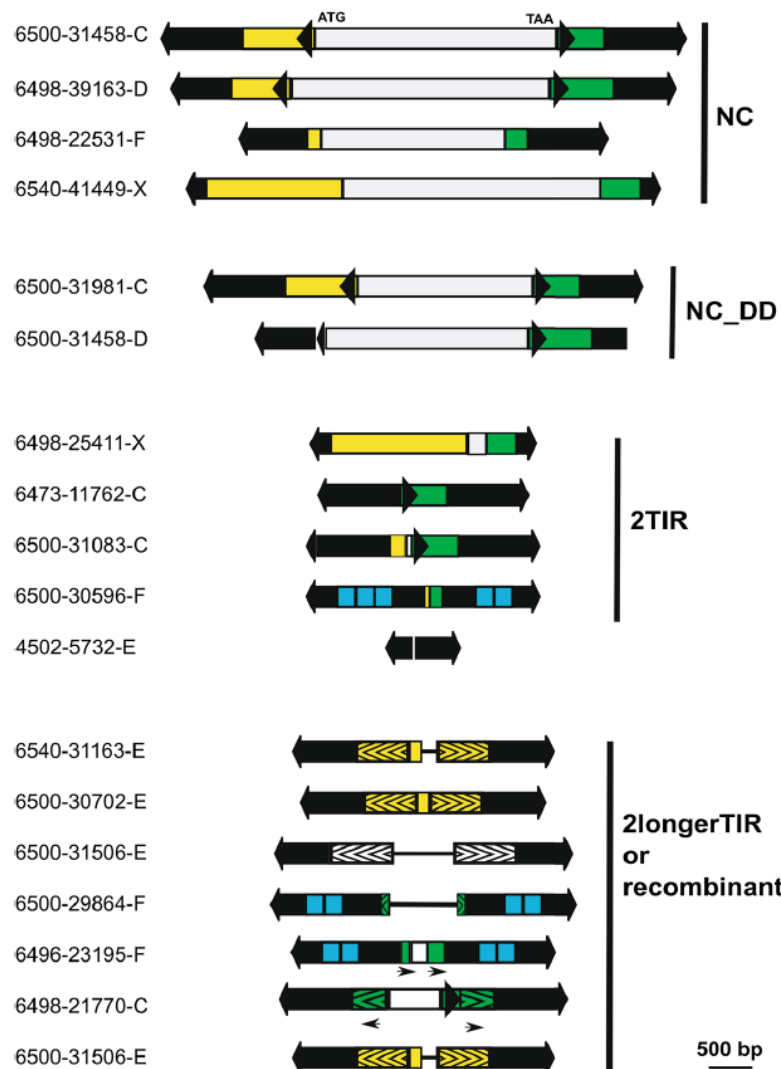 ATG
TAA
6500-31458-C
6498-39163-D
NC
6498-22531-F
6540-41449-X
6500-31981-C
NC_DD
6500-31458-D
6498-25411-X
6473-11762-C
2TIR
6500-31083-C
6500-30596-F
4502-5732-E
6540-31163-E
6500-30702-E
2longerTIR
or
recombinant
6500-31506-E
6500-29864-F
6496-23195-F
6498-21770-C
6500-31506-E
500 bp